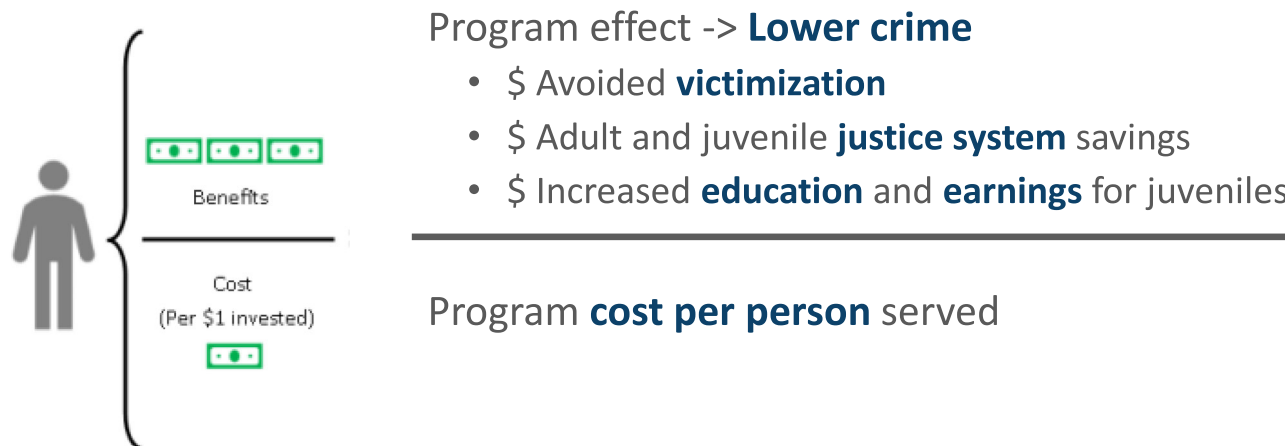 Program effect -> Lower crime
• $ Avoided victimization
• $ Adult and juvenile justice system savings
• $ Increased education and earnings for juveniles
Benefits
Cost
(Per $1 invested)
Program cost per person served